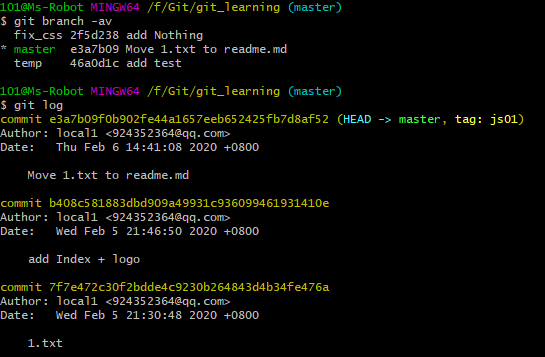 101@Ms-Robot MINGW64 /f/Git/git_learning (master)
$ git branch -av
  fix_css 2f5d238 add Nothing
* master  e3a7b09 Move 1.txt to readme.md
  temp    46a0d1c add test

101@Ms-Robot MINGW64 /f/Git/git_learning (master)
$ git log
commit e3a7b09f0b902fe44a1657eeb652425fb7d8af52 (HEAD -> master, tag: js01)
Author: local1 <924352364@qq.com>
Date:   Thu Feb 6 14:41:08 2020 +0800

    Move 1.txt to readme.md

commit b408c581883dbd909a49931c936099461931410e
Author: local1 <924352364@qq.com>
Date:   Wed Feb 5 21:46:50 2020 +0800

    add Index + logo

commit 7f7e472c30f2bdde4c9230b264843d4b34fe476a
Author: local1 <924352364@qq.com>
Date:   Wed Feb 5 21:30:48 2020 +0800

    1.txt